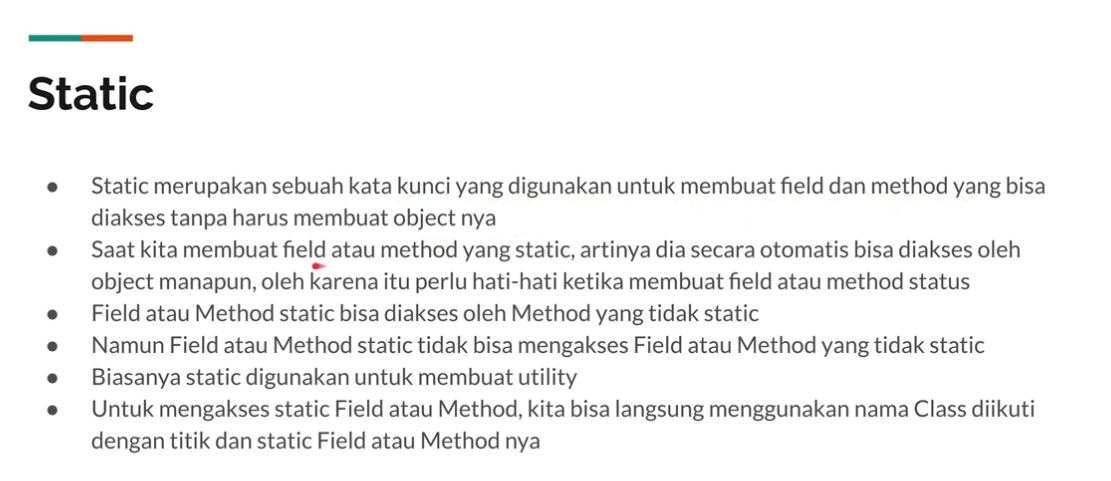 Static
● Static merupakan sebuah kata kunci yang digunakan untuk membuat field dan method yang bisa
diakses tanpa harus membuat object nya
● Saat kita membuat field atau method yang static, artinya dia secara otomatis bisa diakses oleh
object manapun, oleh karena itu perlu hati-hati ketika membuat field atau method status
● Field atau Method static bisa diakses oleh Method yang tidak static
● Namun Field atau Method static tidak bisa mengakses Field atau Method yang tidak static
● Biasanya static digunakan untuk membuat utility
● Untuk mengakses static Field atau Method, kita bisa langsung menggunakan nama Class diikuti
dengan titik dan static Field atau Method nya